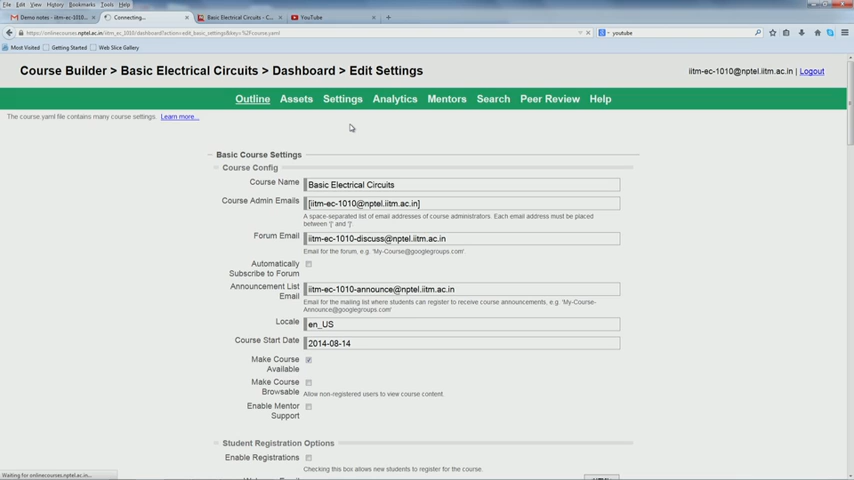 File Edit View History Bookmarks Tools Help
Demo notes - iitm-ec-1010... × Connecting... × Basic Electrical Circuits - C... × YouTube × +
https://onlinecourses.nptel.ac.in/iitm_ec_1010/dashboard?action=edit_basic_settings&key=%2Fcourse.yaml youtube
Most Visited Getting Started Web Slice Gallery
Course Builder > Basic Electrical Circuits > Dashboard > Edit Settings
iitm-ec-1010@nptel.iitm.ac.in | Logout
Outline Assets Settings Analytics Mentors Search Peer Review Help
The course.yaml file contains many course settings. Learn more...
Basic Course Settings
Course Config
Course Name Basic Electrical Circuits
Course Admin Emails [iitm-ec-1010@nptel.iitm.ac.in]
A space-separated list of email addresses of course administrators. Each email address must be placed
between '[' and ']'.
Forum Email iitm-ec-1010-discuss@nptel.iitm.ac.in
Email for the forum, e.g. 'My-Course@googlegroups.com'.
Automatically
Subscribe to Forum
Announcement List
Email iitm-ec-1010-announce@nptel.iitm.ac.in
Email for the mailing list where students can register to receive course announcements, e.g. 'My-Course-
Announce@googlegroups.com'
Locale en_US
Course Start Date 2014-08-14
Make Course
Available
Make Course
Browsable
Allow non-registered users to view course content.
Enable Mentor
Support
Student Registration Options
Enable Registrations
Checking this box allows new students to register for the course.
Waiting for onlinecourses.nptel.ac.in...